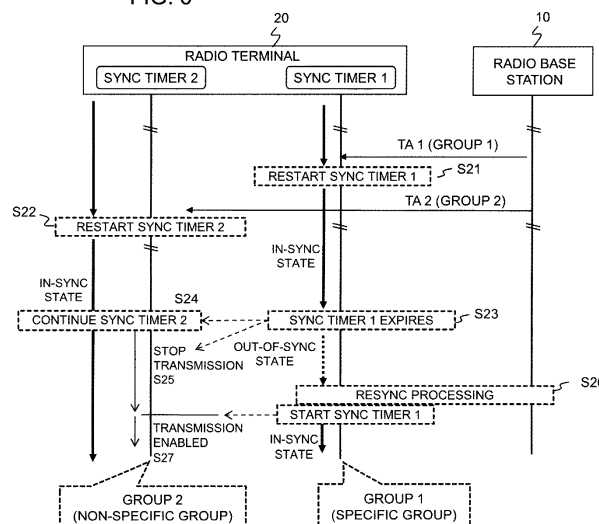 20
10
RADIO TERMINAL
SYNC TIMER 2
SYNC TIMER 1
RADIO BASE
STATION
TA 1 (GROUP 1)
RESTART SYNC TIMER 1
S21
S22
TA 2 (GROUP 2)
RESTART SYNC TIMER 2
IN-SYNC
STATE
IN-SYNC
STATE
S24
CONTINUE SYNC TIMER 2
SYNC TIMER 1 EXPIRES
S23
STOP
TRANSMISSION
S25
OUT-OF-SYNC
STATE
RESYNC PROCESSING
START SYNC TIMER 1
TRANSMISSION
ENABLED
S27
IN-SYNC
STATE
GROUP 2
(NON-SPECIFIC GROUP)
GROUP 1
(SPECIFIC GROUP)